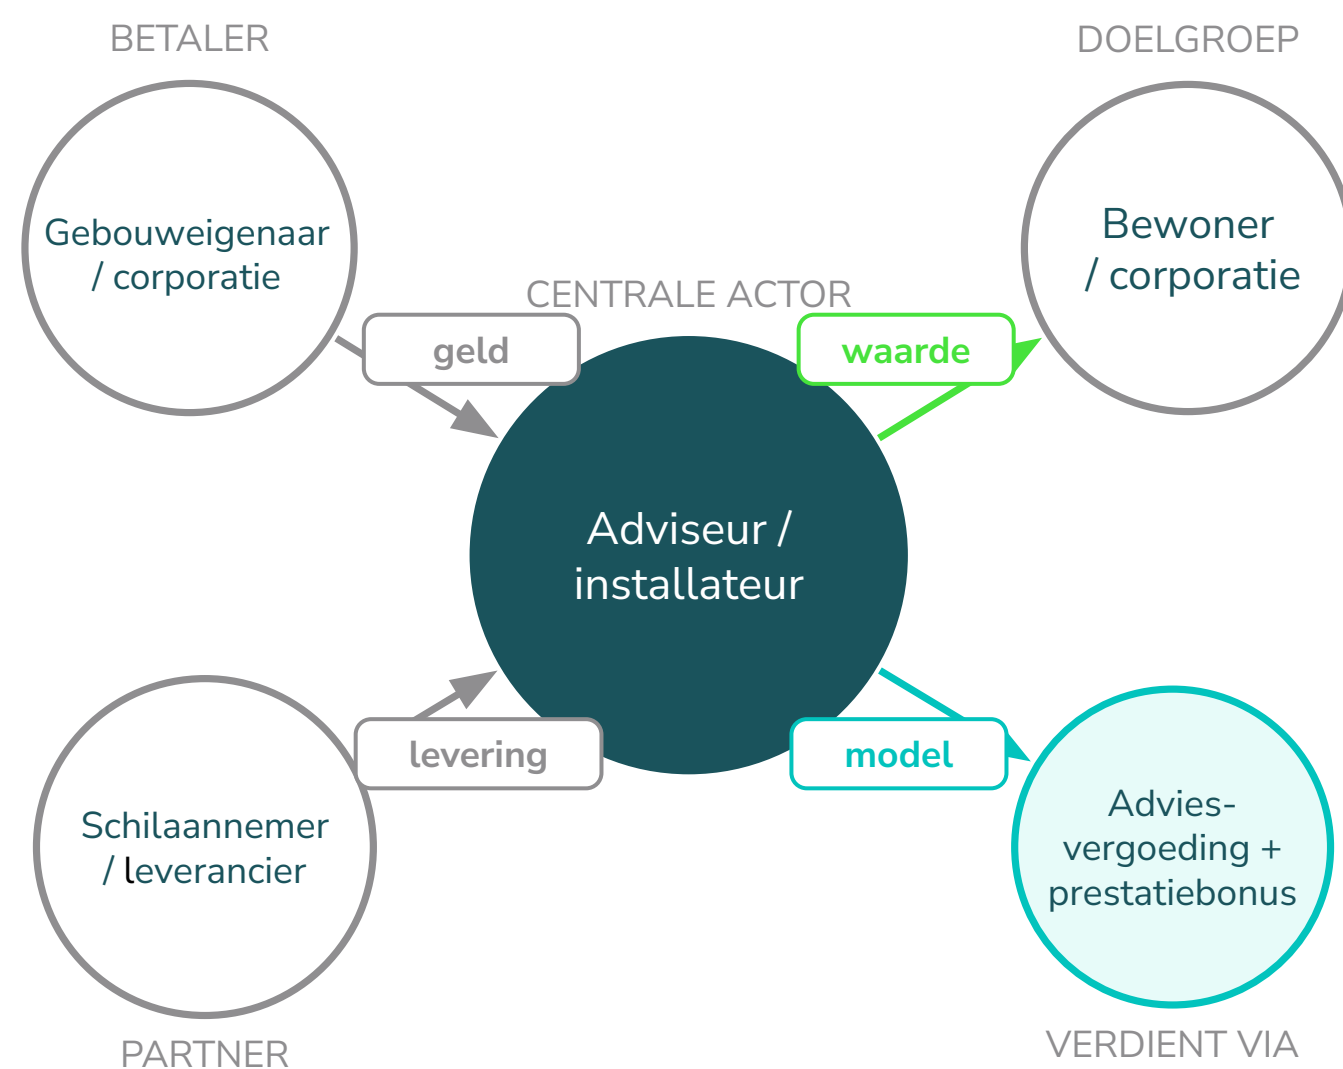 BETALER
DOELGROEP
Gebouweigenaar
/ corporatie
Bewoner
/ corporatie
CENTRALE ACTOR
geld
waarde
Adviseur /
installateur
levering
model
Schilaannemer
/ leverancier
Advies-
vergoeding +
prestatiebonus
PARTNER
VERDIENT VIA